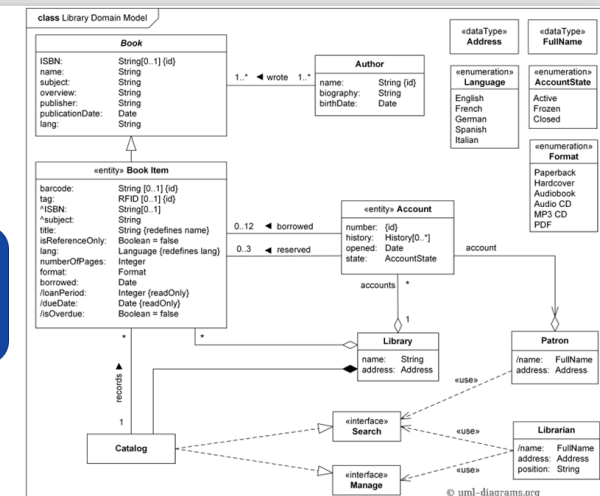 class Library Domain Model
Book
ISBN: String[0..1] {id}
name: String
subject: String
overview: String
publisher: String
publicationDate: Date
lang: String
1..* ◄ wrote 1..*
Author
name: String {id}
biography: String
birthDate: Date
«dataType»
Address
«dataType»
FullName
«enumeration»
Language
English
French
German
Spanish
Italian
«enumeration»
AccountState
Active
Frozen
Closed
«enumeration»
Format
Paperback
Hardcover
Audiobook
Audio CD
MP3 CD
PDF
«entity» Book Item
barcode: String [0..1] {id}
tag: RFID [0..1] {id}
^ISBN: String[0..1]
^subject: String
title: String {redefines name}
isReferenceOnly: Boolean = false
lang: Language {redefines lang}
numberOfPages: Integer
format: Format
borrowed: Date
/loanPeriod: Integer {readOnly}
/dueDate: Date {readOnly}
/isOverdue: Boolean = false
0..12 ◄ borrowed
0..3 ◄ reserved
«entity» Account
number: {id}
history: History[0..*]
opened: Date
state: AccountState
account
accounts *
1
* *
Library
name: String
address: Address
Patron
/name: FullName
address: Address
records ►
1
Catalog
«use»
«interface»
Search
«use»
Librarian
/name: FullName
address: Address
position: String
«interface»
Manage
«use»
© uml-diagrams.org